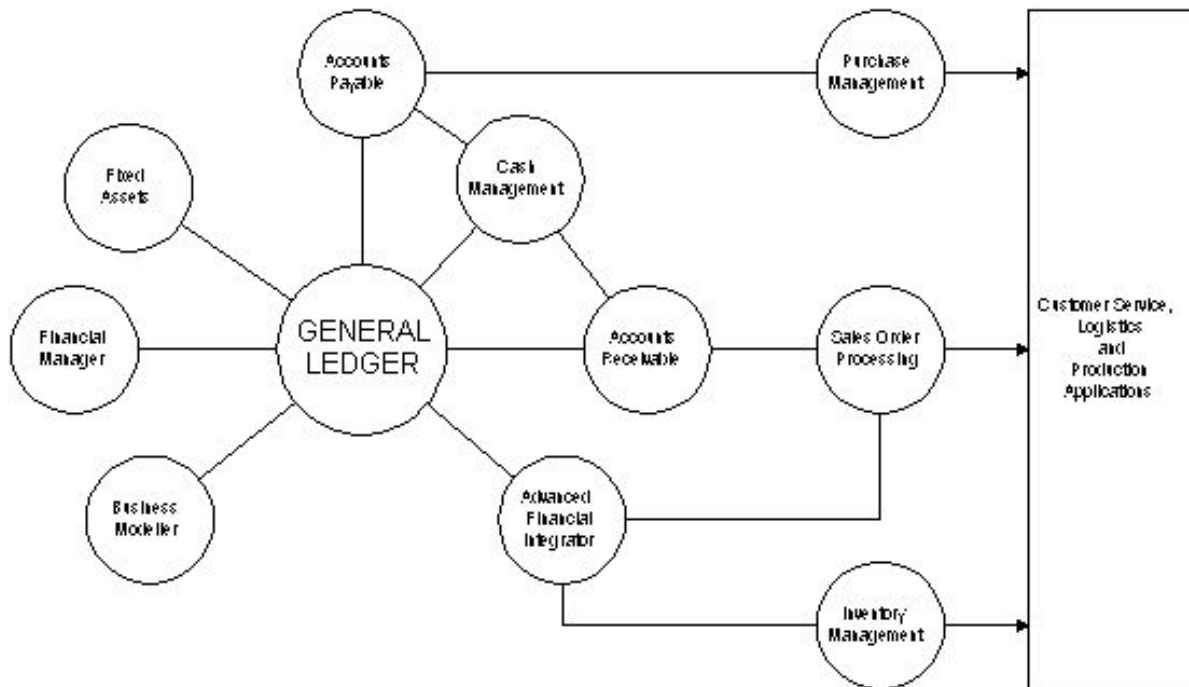 Accounts
Payable
Purchase
Management
Cash
Management
Fixed
Assets
GENERAL
LEDGER
Financial
Manager
Accounts
Receivable
Sales Order
Processing
Customer Service,
Logistics
and
Production
Applications
Business
Modeller
Advanced
Financial
Integrator
Inventory
Management